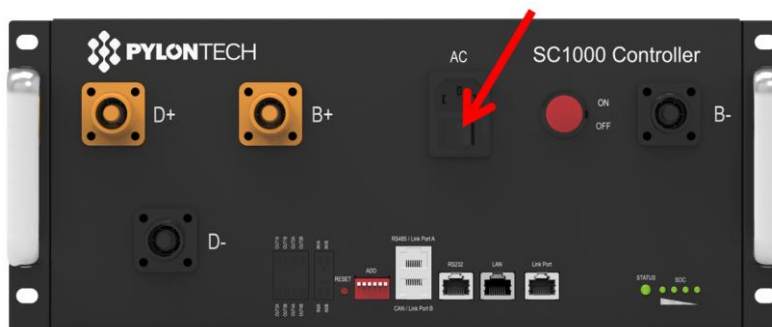 PYLONTECH
AC
SC1000 Controller
D+
B+
ON
OFF
B-
D-
RS485 / Link Port A
RESET
ADD
RS232
LAN
Link Port
CAN / Link Port B
STATUS
SOC